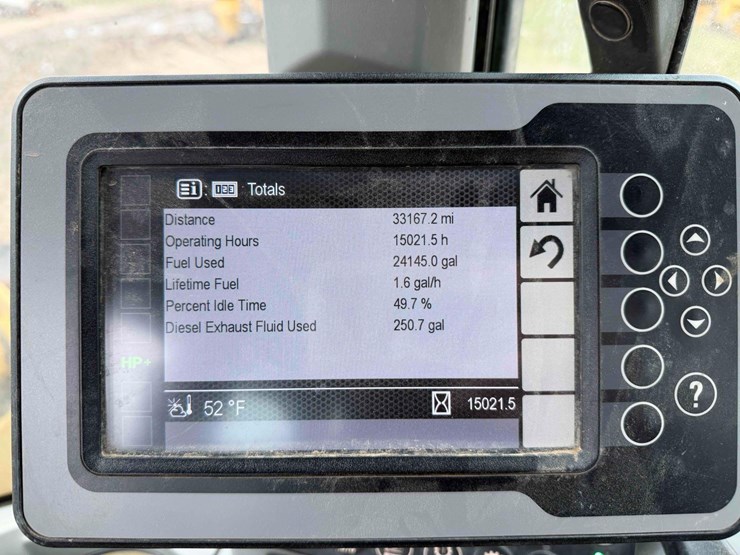 123 Totals
Distance 33167.2 mi
Operating Hours 15021.5 h
Fuel Used 24145.0 gal
Lifetime Fuel 1.6 gal/h
Percent Idle Time 49.7 %
Diesel Exhaust Fluid Used 250.7 gal
HP+
52 °F 15021.5
?